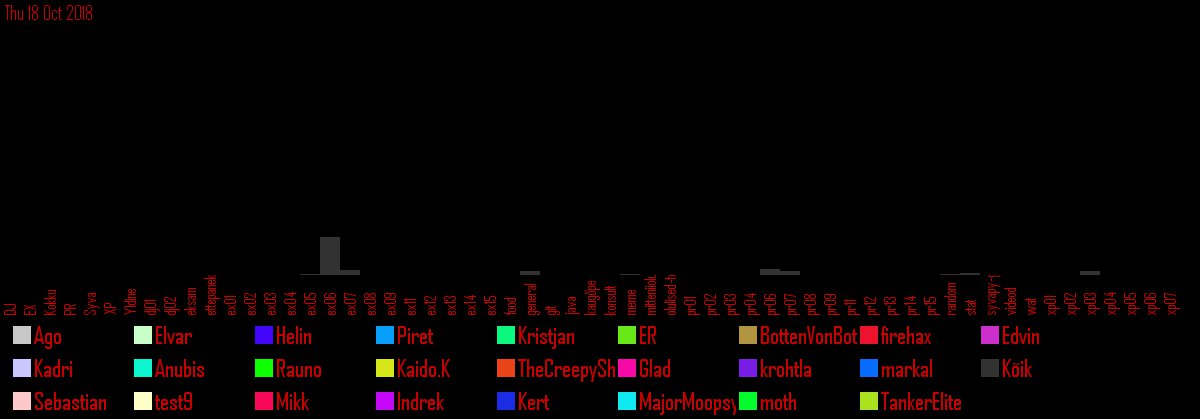 Thu 18 Oct 2018
DJ EX Kokku PR Syva XP Yldine dj01 dj02 eksam ettepanek ex01 ex02 ex03 ex04 ex05 ex06 ex07 ex08 ex09 ex11 ex12 ex13 ex14 ex15 food general git java konsult meme pr01 pr02 pr03 pr04 pr06 pr07 pr08 pr09 pr11 pr12 pr13 pr14 pr15 random stat videod wat xp01 xp02 xp03 xp04 xp05 xp06 xp07
Ago Elvar Helin Piret Kristjan ER BottenVonBot firehax Edvin
Kadri Anubis Rauno Kaido.K TheCreepySh Glad krohtla markal Kõik
Sebastian test9 Mikk Indrek Kert MajorMoopsy moth TankerElite